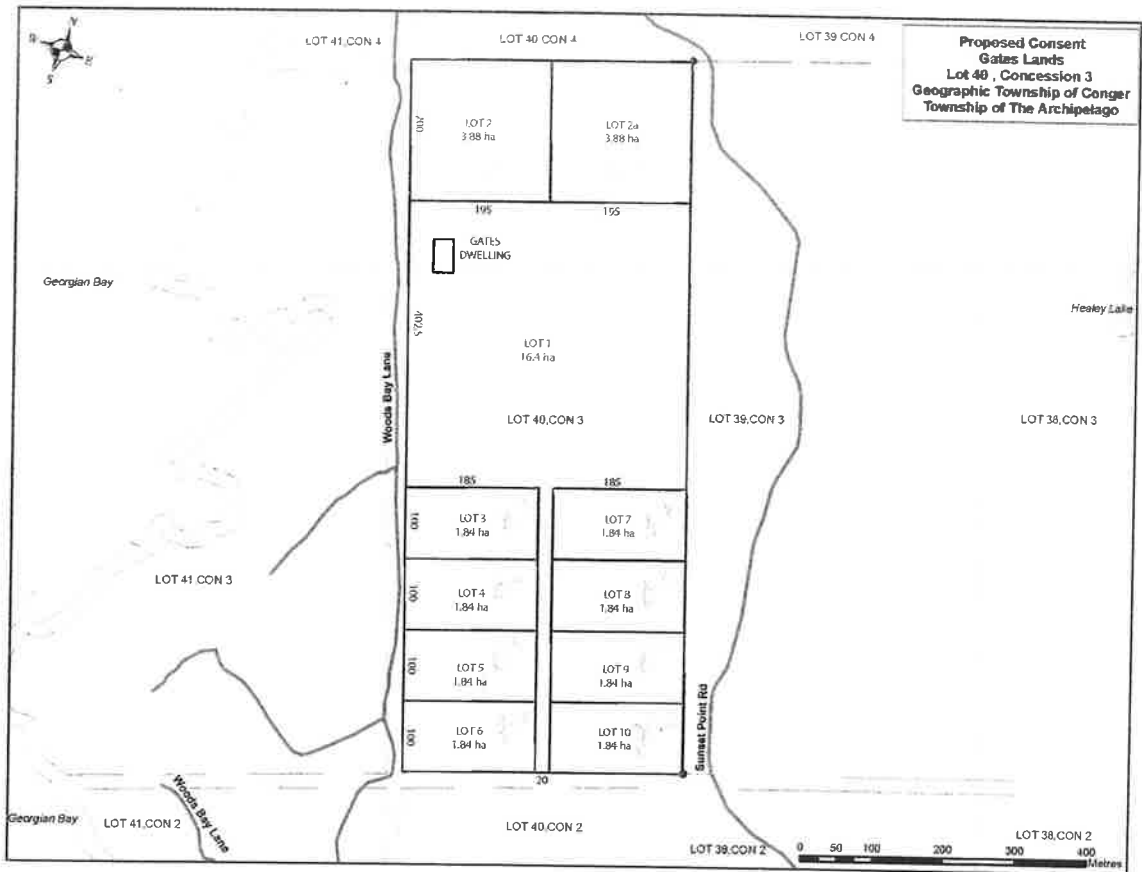 LOT 41, CON 4
LOT 40 CON 4
LOT 39 CON 4
Proposed Consent
Gates Lands
Lot 40 , Concession 3
Geographic Township of Conger
Township of The Archipelago
N
E
S
LOT 2
3.88 ha
LOT 2a
3.88 ha
200
195
195
GATES
DWELLING
Georgian Bay
Healey Lake
402.5
LOT 1
16.4 ha
Woods Bay Lane
LOT 40, CON 3
LOT 39, CON 3
LOT 38, CON 3
185
185
100
LOT 3
1.84 ha
LOT 7
1.84 ha
LOT 41 CON 3
100
LOT 4
1.84 ha
LOT 8
1.84 ha
100
LOT 5
1.84 ha
LOT 9
1.84 ha
Sunset Point Rd
100
LOT 6
1.84 ha
LOT 10
1.84 ha
20
Woods Bay Lane
Georgian Bay
LOT 41, CON 2
LOT 40, CON 2
LOT 39, CON 2
LOT 38, CON 2
0 50 100 200 300 400
Metres